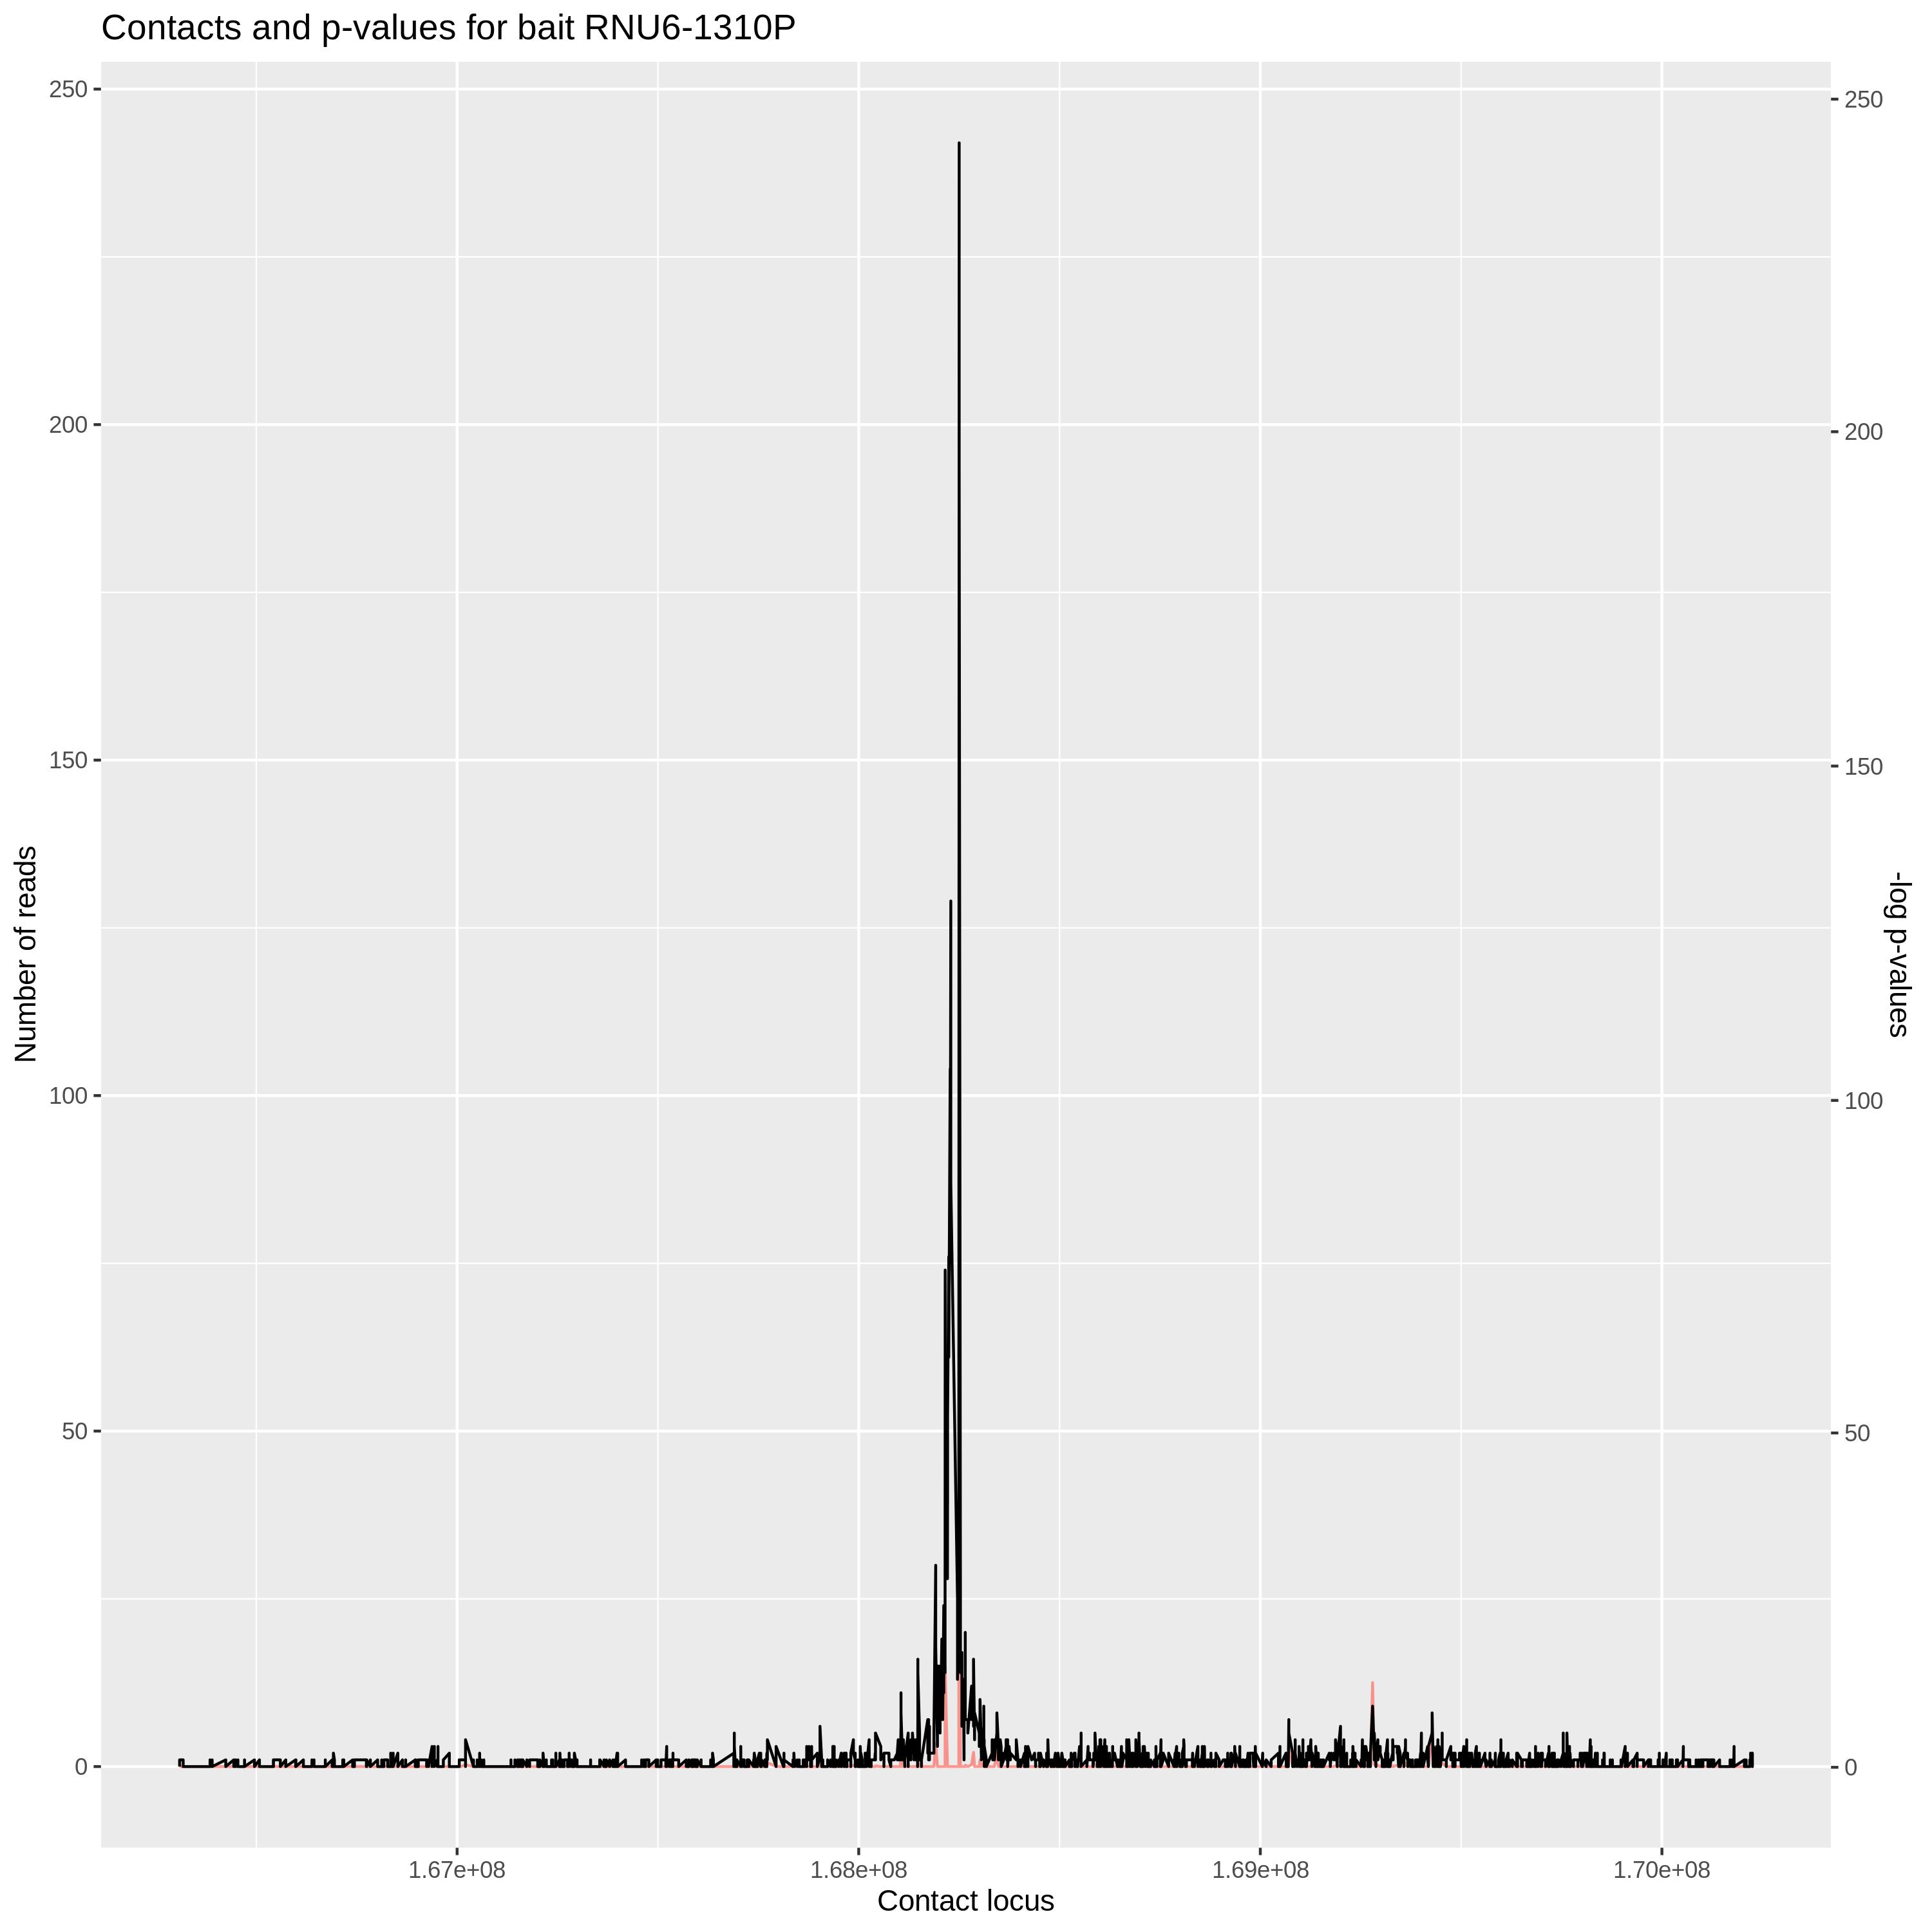 Contacts and p-values for bait RNU6-1310P
250
200
150
100
50
0
Number of reads
250
200
150
100
50
0
-log p-values
1.67e+08 1.68e+08 1.69e+08 1.70e+08
Contact locus